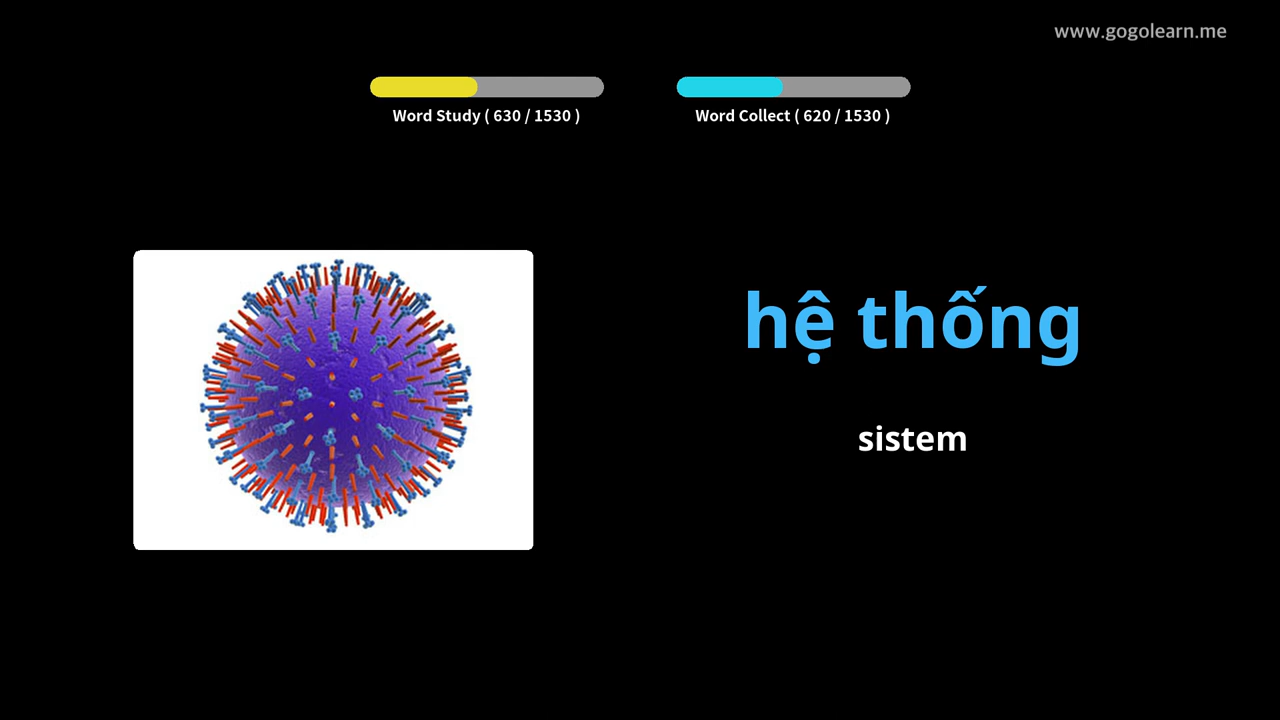 www.gogolearn.me
Word Study ( 630 / 1530 )
Word Collect ( 620 / 1530 )
hệ thống
sistem